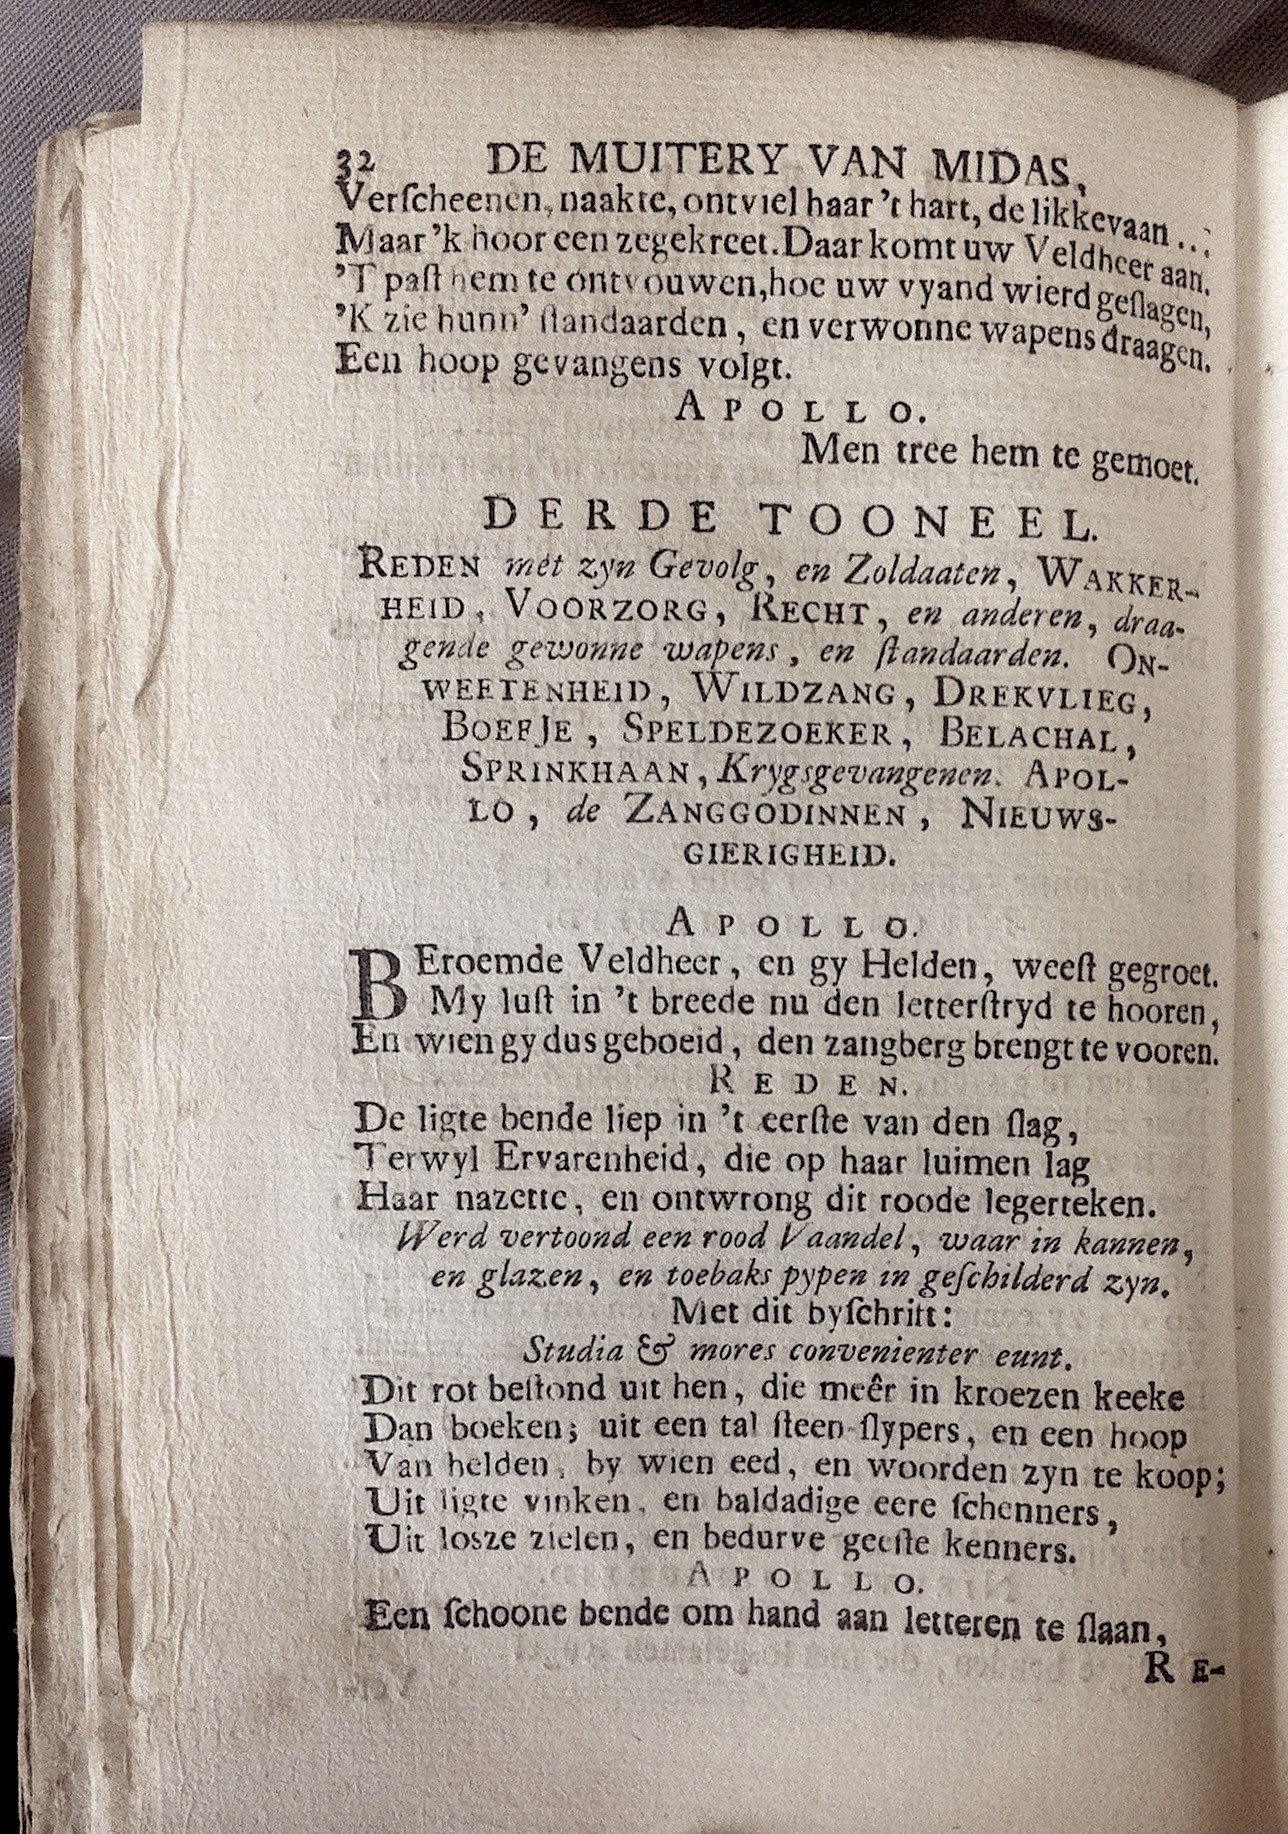 32 DE MUITERY VAN MIDAS,
Verſcheenen, naakte, ontviel haar ’t hart, de likkevaan ...;
Maar ’k hoor een zegekreet. Daar komt uw Veldheer aan.
’T paſt hem te ontvouwen, hoe uw vyand wierd geſlagen,
’K zie hunn’ ſtandaarden, en verwonne wapens draagen.
Een hoop gevangens volgt.
APOLLO.
Men tree hem te gemoet.
DERDE TOONEEL.
REDEN mét zyn Gevolg, en Zoldaaten, WAKKER-
HEID, VOORZORG, RECHT, en anderen, draa-
gende gewonne wapens, en ſtandaarden. ON-
WEETENHEID, WILDZANG, DREKVLIEG,
BOEFJE, SPELDEZOEKER, BELACHAL,
SPRINKHAAN, Krygsgevangenen. APOL-
LO, de ZANGGODINNEN, NIEUWS-
GIERIGHEID.
APOLLO.
BEroemde Veldheer, en gy Helden, weeſt gegroet.
My luſt in ’t breede nu den letterſtryd te hooren,
En wien gy dus geboeid, den zangberg brengt te vooren.
REDEN.
De ligte bende liep in ’t eerſte van den ſlag,
Terwyl Ervarenheid, die op haar luimen lag
Haar nazette, en ontwrong dit roode legerteken.
Werd vertoond een rood Vaandel, waar in kannen,
en glazen, en toebaks pypen in geſchilderd zyn.
Met dit byſchrift:
Studia & mores convenienter eunt.
Dit rot beſtond uit hen, die meêr in kroezen keeke
Dan boeken; uit een tal ſteen-ſlypers, en een hoop
Van helden, by wien eed, en woorden zyn te koop;
Uit ligte vinken, en baldadige eere ſchenners,
Uit losze zielen, en bedurve geeſte kenners.
APOLLO.
Een ſchoone bende om hand aan letteren te ſlaan,
RE-